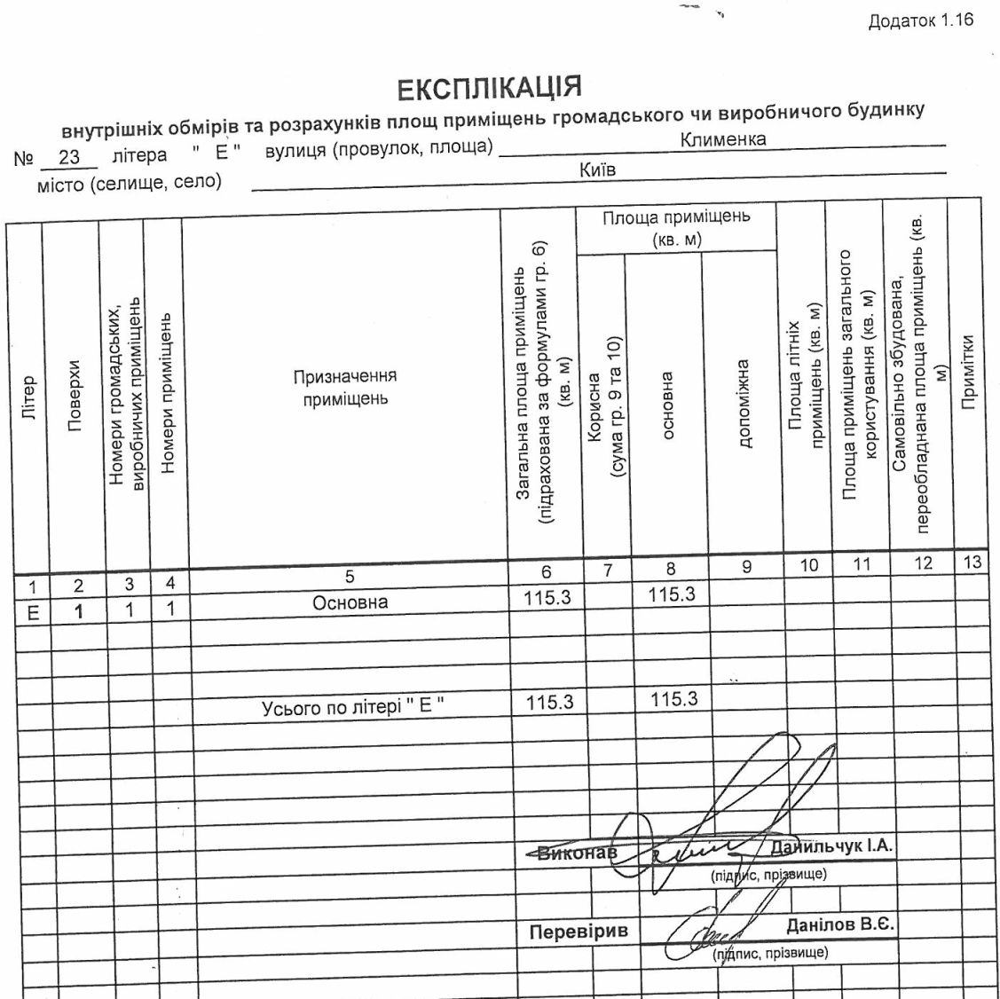 Додаток 1.16
ЕКСПЛІКАЦІЯ
внутрішніх обмірів та розрахунків площ приміщень громадського чи виробничого будинку
№ 23 літера " Е " вулиця (провулок, площа) Клименка
місто (селище, село) Київ
Літер
Поверхи
Номери громадських, виробничих приміщень
Номери приміщень
Призначення
приміщень
Загальна площа приміщень (підрахована за формулами гр. 6) (кв. м)
Площа приміщень
(кв. м)
Корисна (сума гр. 9 та 10)
основна
допоміжна
Площа літніх приміщень (кв. м)
Площа приміщень загального користування (кв. м)
Самовільно збудована, переобладнана площа приміщень (кв. м)
Примітки
1 2 3 4 5 6 7 8 9 10 11 12 13
Е 1 1 1 Основна 115.3 115.3
Усього по літері " Е " 115.3 115.3
Виконав Данильчук І.А.
(підпис, прізвище)
Перевірив Данілов В.Є.
(підпис, прізвище)